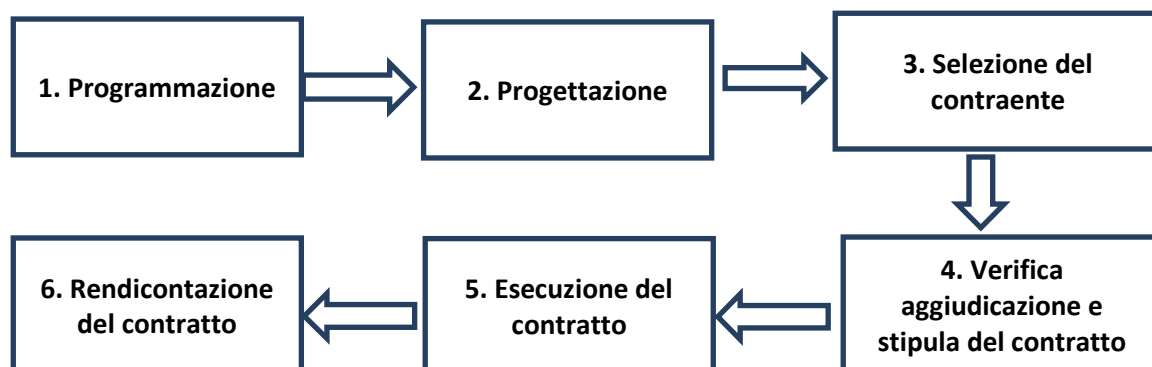 1. Programmazione
2. Progettazione
3. Selezione del
contraente
4. Verifica
aggiudicazione e
stipula del contratto
5. Esecuzione del
contratto
6. Rendicontazione
del contratto